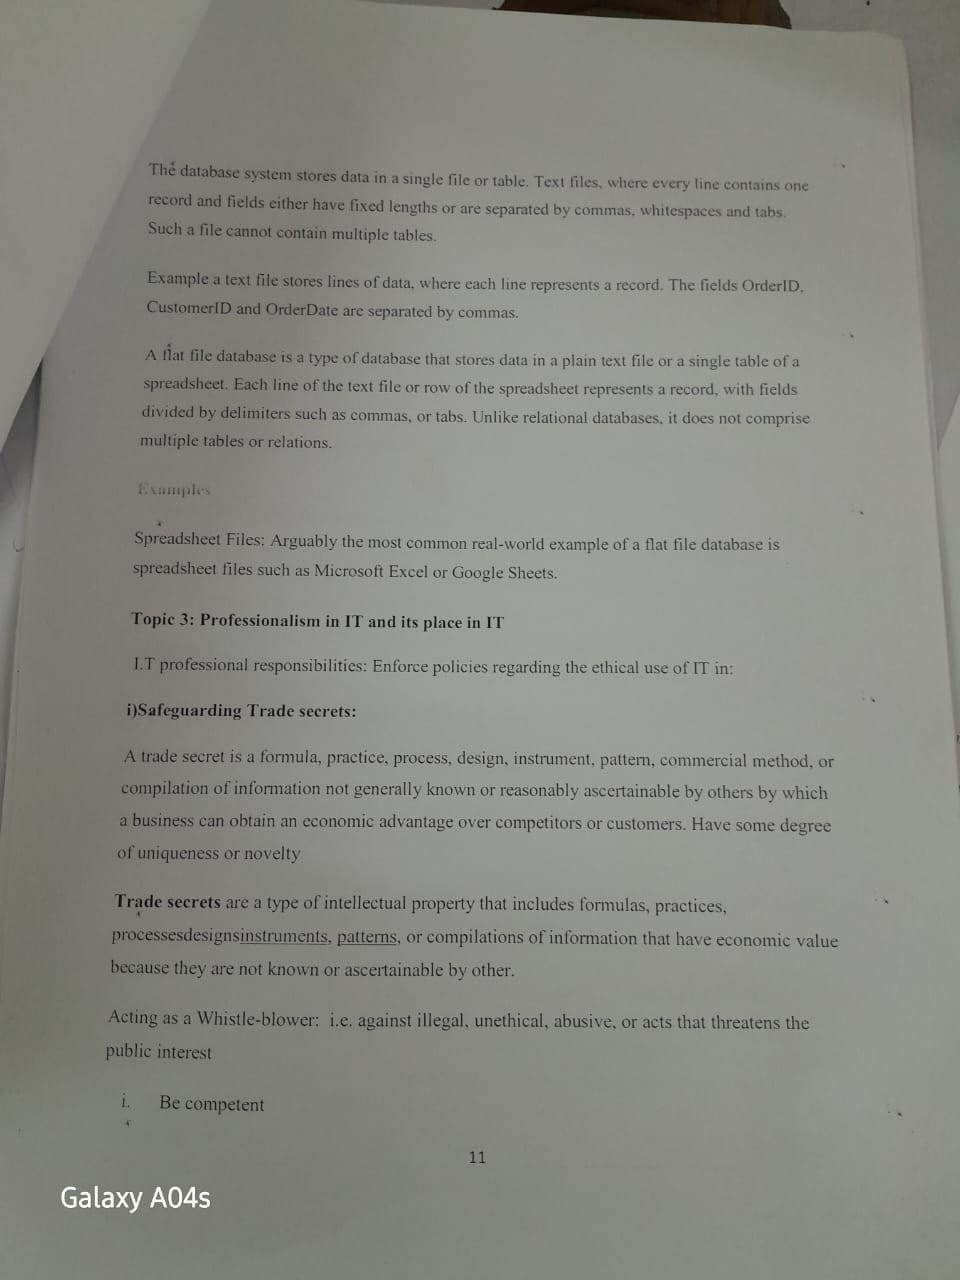 The database system stores data in a single file or table. Text files, where every line contains one
record and fields either have fixed lengths or are separated by commas, whitespaces and tabs.
Such a file cannot contain multiple tables.
Example a text file stores lines of data, where each line represents a record. The fields OrderID,
CustomerID and OrderDate are separated by commas.
A flat file database is a type of database that stores data in a plain text file or a single table of a
spreadsheet. Each line of the text file or row of the spreadsheet represents a record, with fields
divided by delimiters such as commas, or tabs. Unlike relational databases, it does not comprise
multiple tables or relations.
Examples
Spreadsheet Files: Arguably the most common real-world example of a flat file database is
spreadsheet files such as Microsoft Excel or Google Sheets.
Topic 3: Professionalism in IT and its place in IT
I.T professional responsibilities: Enforce policies regarding the ethical use of IT in:
i)Safeguarding Trade secrets:
A trade secret is a formula, practice, process, design, instrument, pattern, commercial method, or
compilation of information not generally known or reasonably ascertainable by others by which
a business can obtain an economic advantage over competitors or customers. Have some degree
of uniqueness or novelty
Trade secrets are a type of intellectual property that includes formulas, practices,
processesdesignsinstruments, patterns, or compilations of information that have economic value
because they are not known or ascertainable by other.
Acting as a Whistle-blower: i.e. against illegal, unethical, abusive, or acts that threatens the
public interest
i. Be competent
11
Galaxy A04s